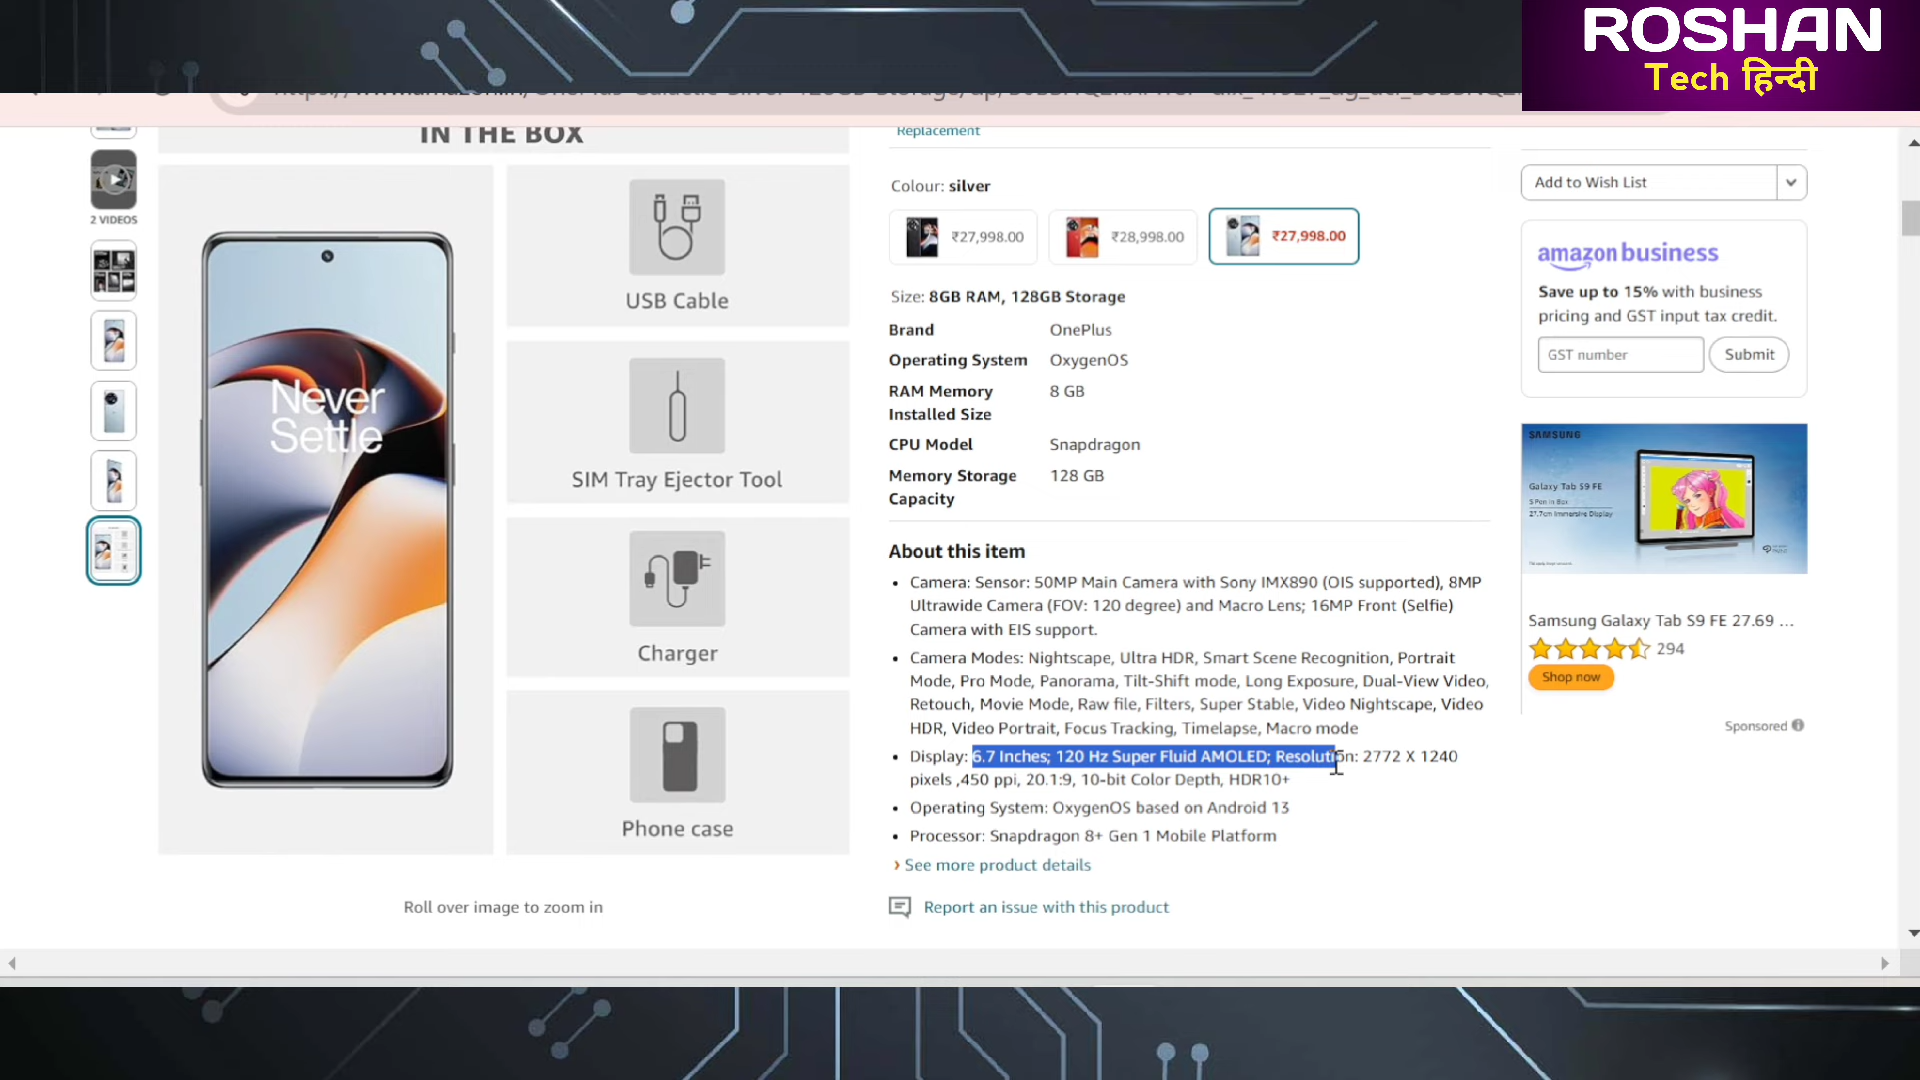 ROSHAN
Tech हिन्दी
IN THE BOX
2 VIDEOS
Never
Settle
USB Cable
SIM Tray Ejector Tool
Charger
Phone case
Roll over image to zoom in
Replacement
Colour: silver
₹27,998.00
₹28,998.00
₹27,998.00
Size: 8GB RAM, 128GB Storage
Brand OnePlus
Operating System OxygenOS
RAM Memory 8 GB
Installed Size
CPU Model Snapdragon
Memory Storage 128 GB
Capacity
About this item
Camera: Sensor: 50MP Main Camera with Sony IMX890 (OIS supported), 8MP
Ultrawide Camera (FOV: 120 degree) and Macro Lens; 16MP Front (Selfie)
Camera with EIS support.
Camera Modes: Nightscape, Ultra HDR, Smart Scene Recognition, Portrait
Mode, Pro Mode, Panorama, Tilt-Shift mode, Long Exposure, Dual-View Video,
Retouch, Movie Mode, Raw file, Filters, Super Stable, Video Nightscape, Video
HDR, Video Portrait, Focus Tracking, Timelapse, Macro mode
Display: 6.7 Inches; 120 Hz Super Fluid AMOLED; Resolution: 2772 X 1240
pixels ,450 ppi, 20.1:9, 10-bit Color Depth, HDR10+
Operating System: OxygenOS based on Android 13
Processor: Snapdragon 8+ Gen 1 Mobile Platform
See more product details
Report an issue with this product
Add to Wish List
amazon business
Save up to 15% with business
pricing and GST input tax credit.
GST number
Submit
SAMSUNG
Galaxy Tab S9 FE
S Pen in Box
27.7cm Immersive Display
Samsung Galaxy Tab S9 FE 27.69 ...
294
Shop now
Sponsored